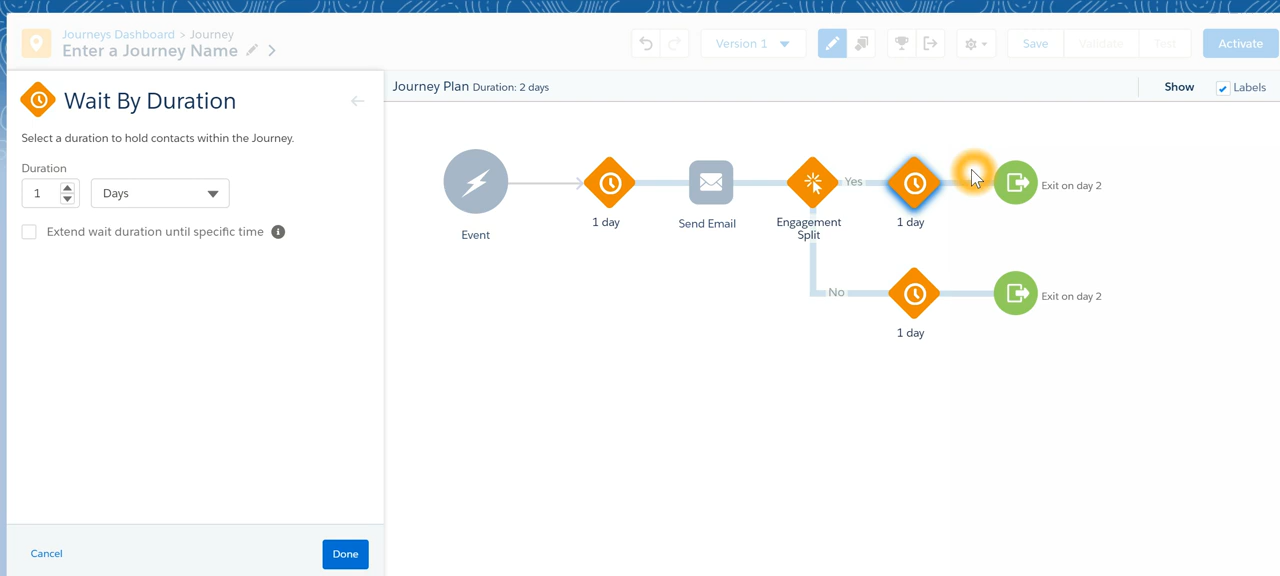 Journeys Dashboard > Journey
Enter a Journey Name
Version 1
Save
Validate
Test
Activate
Wait By Duration
Select a duration to hold contacts within the Journey.
Duration
1
Days
Extend wait duration until specific time
Cancel
Done
Journey Plan Duration: 2 days
Show
Labels
Event
1 day
Send Email
Engagement
Split
Yes
1 day
Exit on day 2
No
1 day
Exit on day 2